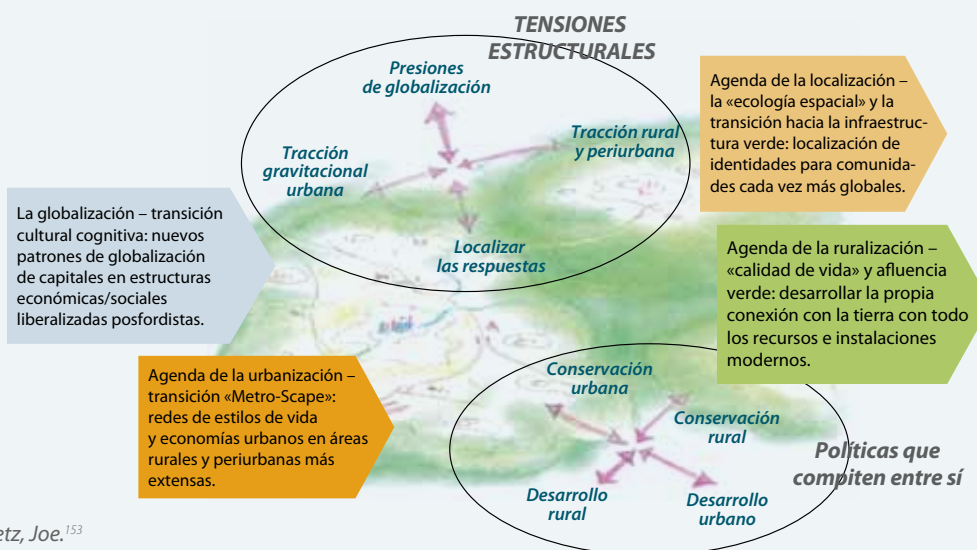 TENSIONES
ESTRUCTURALES
Presiones
de globalización
Tracción rural
y periurbana
Tracción
gravitacional
urbana
Localizar
las respuestas
Agenda de la localización –
la «ecología espacial» y la
transición hacia la infraestruc-
tura verde: localización de
identidades para comunida-
des cada vez más globales.
La globalización – transición
cultural cognitiva: nuevos
patrones de globalización
de capitales en estructuras
económicas/sociales
liberalizadas posfordistas.
Agenda de la ruralización –
«calidad de vida» y afluencia
verde: desarrollar la propia
conexión con la tierra con todo
los recursos e instalaciones
modernos.
Agenda de la urbanización –
transición «Metro-Scape»:
redes de estilos de vida
y economías urbanos en áreas
rurales y periurbanas más
extensas.
Conservación
urbana
Conservación
rural
Desarrollo
rural
Desarrollo
urbano
Políticas que
compiten entre sí
etz, Joe.153